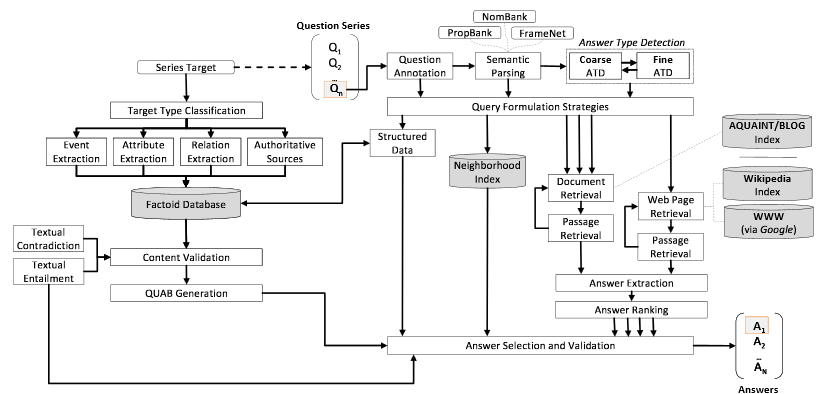 NomBank
Question Series
PropBank
FrameNet
Answer Type Detection
Q1
Q2
Q̈n
Series Target
Question
Annotation
Semantic
Parsing
Coarse
ATD
Fine
ATD
Target Type Classification
Query Formulation Strategies
Event
Extraction
Attribute
Extraction
Relation
Extraction
Authoritative
Sources
Structured
Data
Neighborhood
Index
AQUAINT/BLOG
Index
Document
Retrieval
Wikipedia
Index
Factoid Database
Web Page
Retrieval
WWW
(via Google)
Passage
Retrieval
Passage
Retrieval
Textual
Contradiction
Textual
Entailment
Content Validation
Answer Extraction
QUAB Generation
Answer Ranking
Answer Selection and Validation
A1
A2
ÄN
Answers